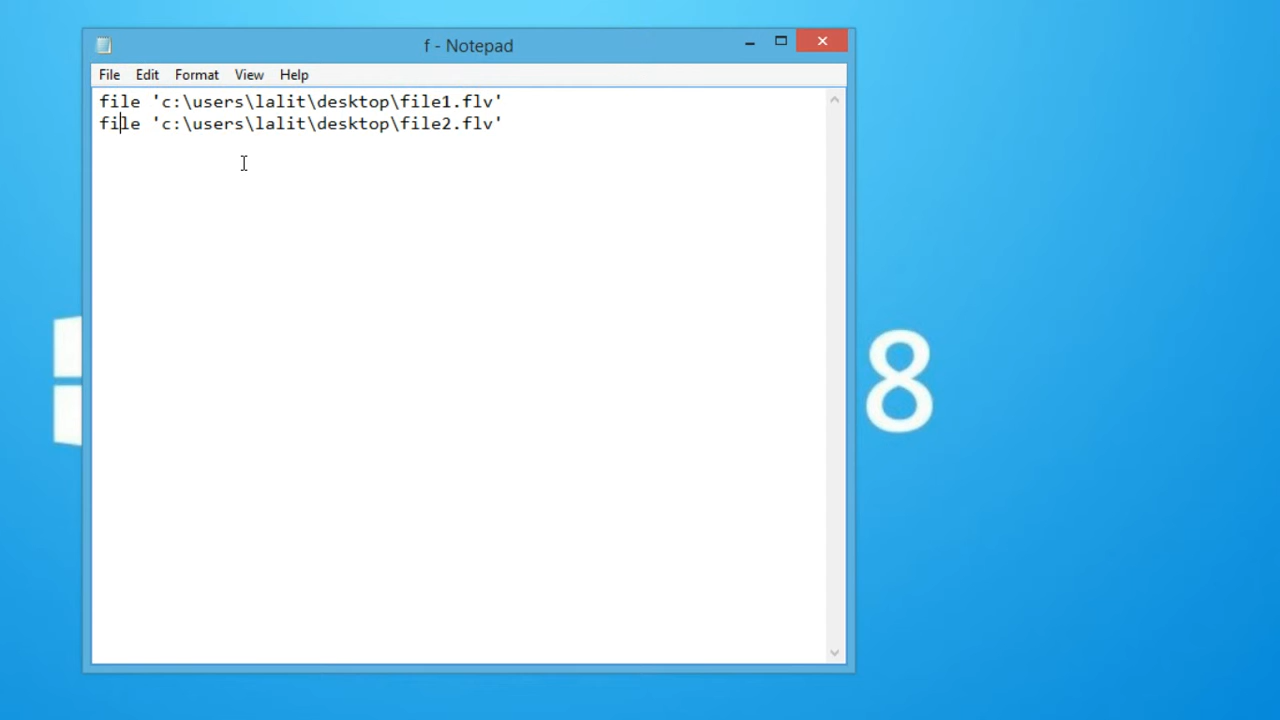 f - Notepad
File Edit Format View Help
file 'c:\users\lalit\desktop\file1.flv'
file 'c:\users\lalit\desktop\file2.flv'
8